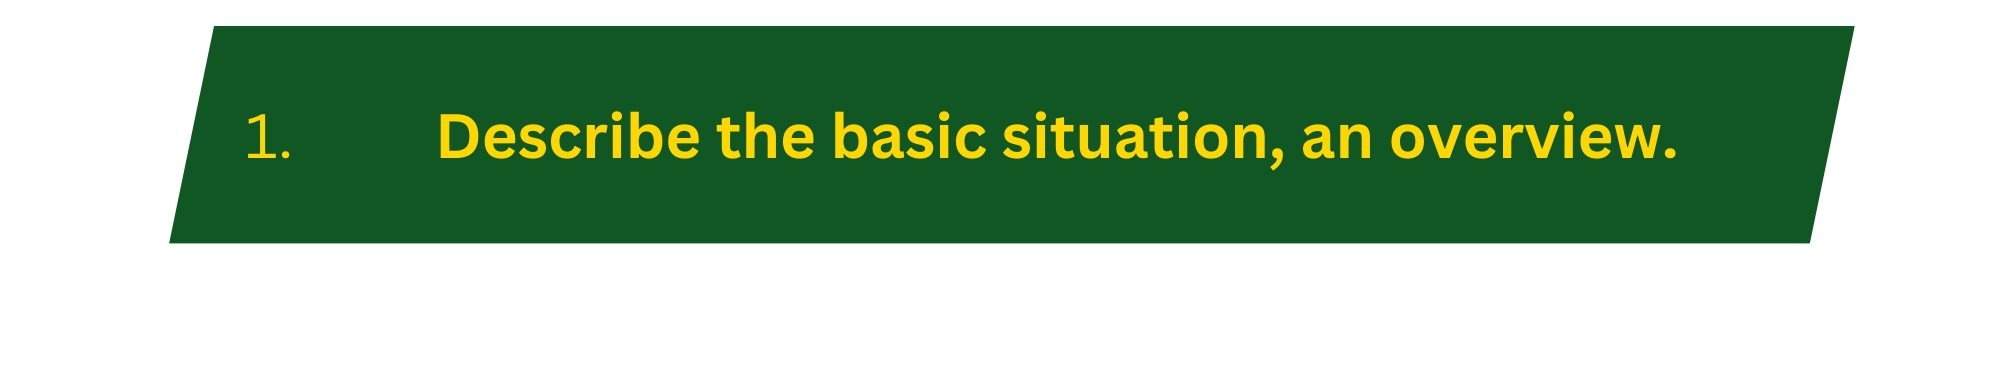 1. Describe the basic situation, an overview.